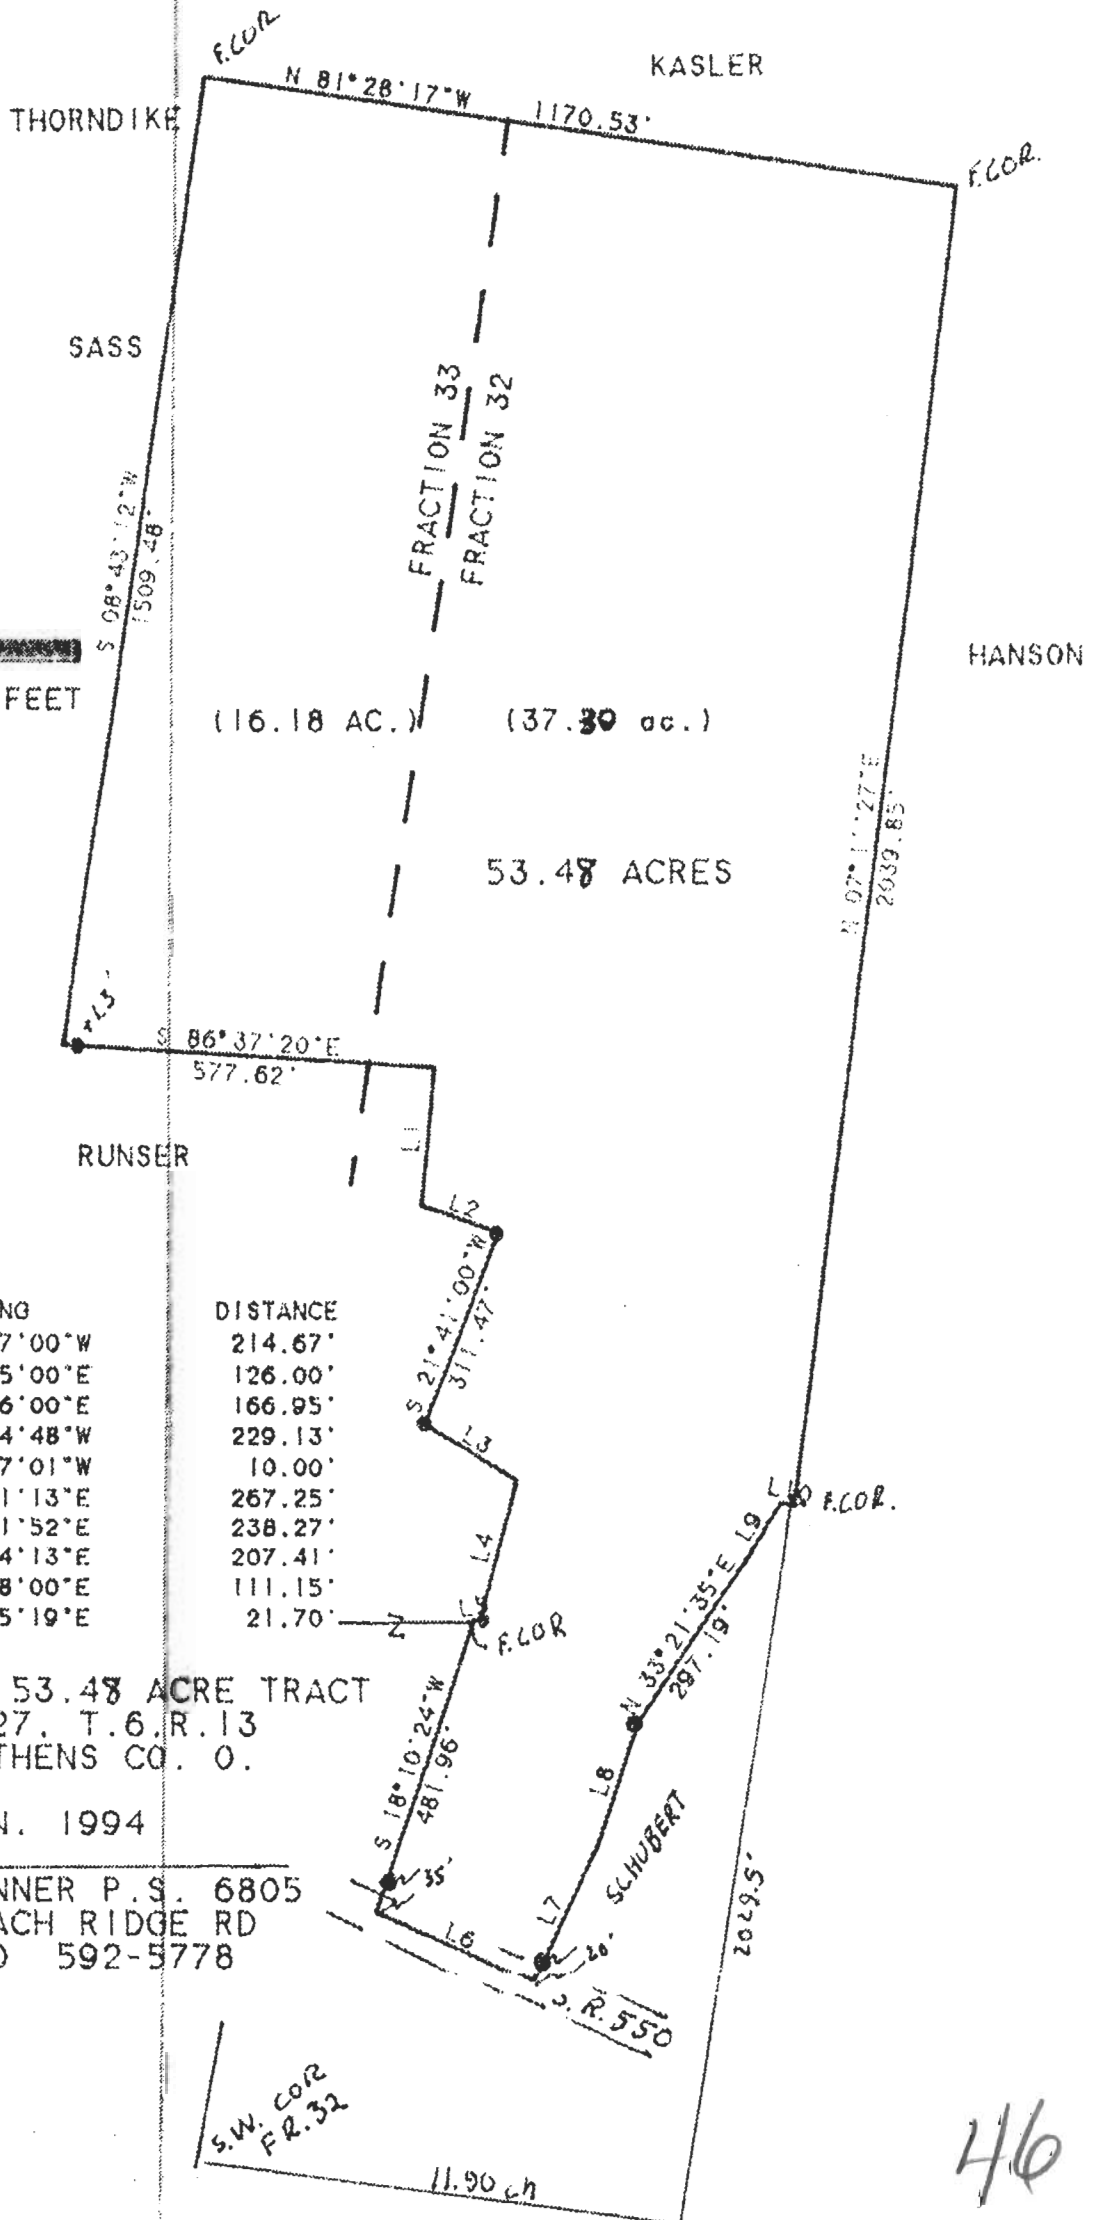 F.COR
KASLER
N 81°28'17"W
1170.53'
THORNDIKE
F.COR.
SASS
FRACTION 33
FRACTION 32
S 08°43'12"W
1509.48'
HANSON
FEET
(16.18 AC.)
(37.30 ac.)
N 07°11'27"E
2039.85'
53.48 ACRES
S 86°37'20"E
577.62'
L1
RUNSER
L2
S 21°41'00"W
311.47'
NG DISTANCE
7'00"W 214.67'
5'00"E 126.00'
6'00"E 166.95'
4'48"W 229.13'
7'01"W 10.00'
1'13"E 267.25'
1'52"E 238.27'
4'13"E 207.41'
8'00"E 111.15'
5'19"E 21.70'
L3
L10
F.COR.
L9
L4
L5
F.COR
N 33°21'35"E
297.19'
53.48 ACRE TRACT
27, T.6,R.13
THENS CO. O.
N. 1994
S 18°10'24"W
481.96'
L8
SCHUBERT
NNER P.S. 6805
ACH RIDGE RD
592-5778
35'
L7
L6
20'
S.R.550
2029.5'
S.W. COR
FR.32
11.90 ch
46